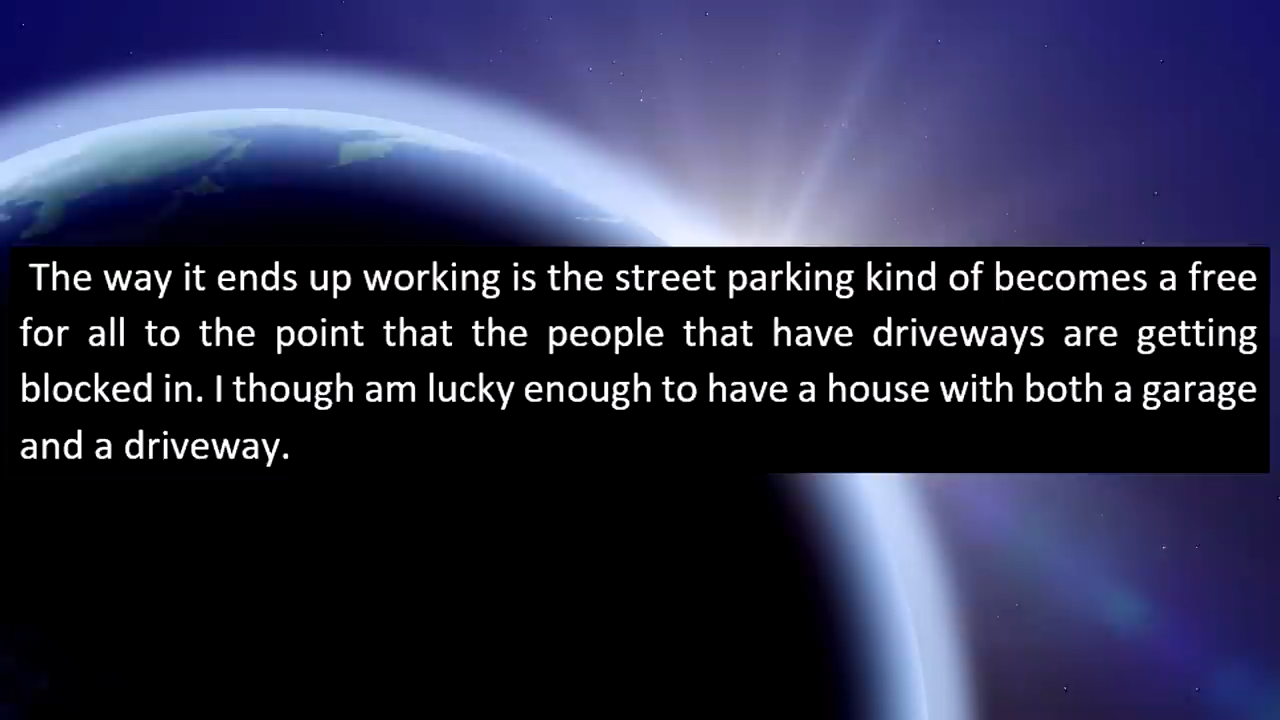 The way it ends up working is the street parking kind of becomes a free
for all to the point that the people that have driveways are getting
blocked in. I though am lucky enough to have a house with both a garage
and a driveway.